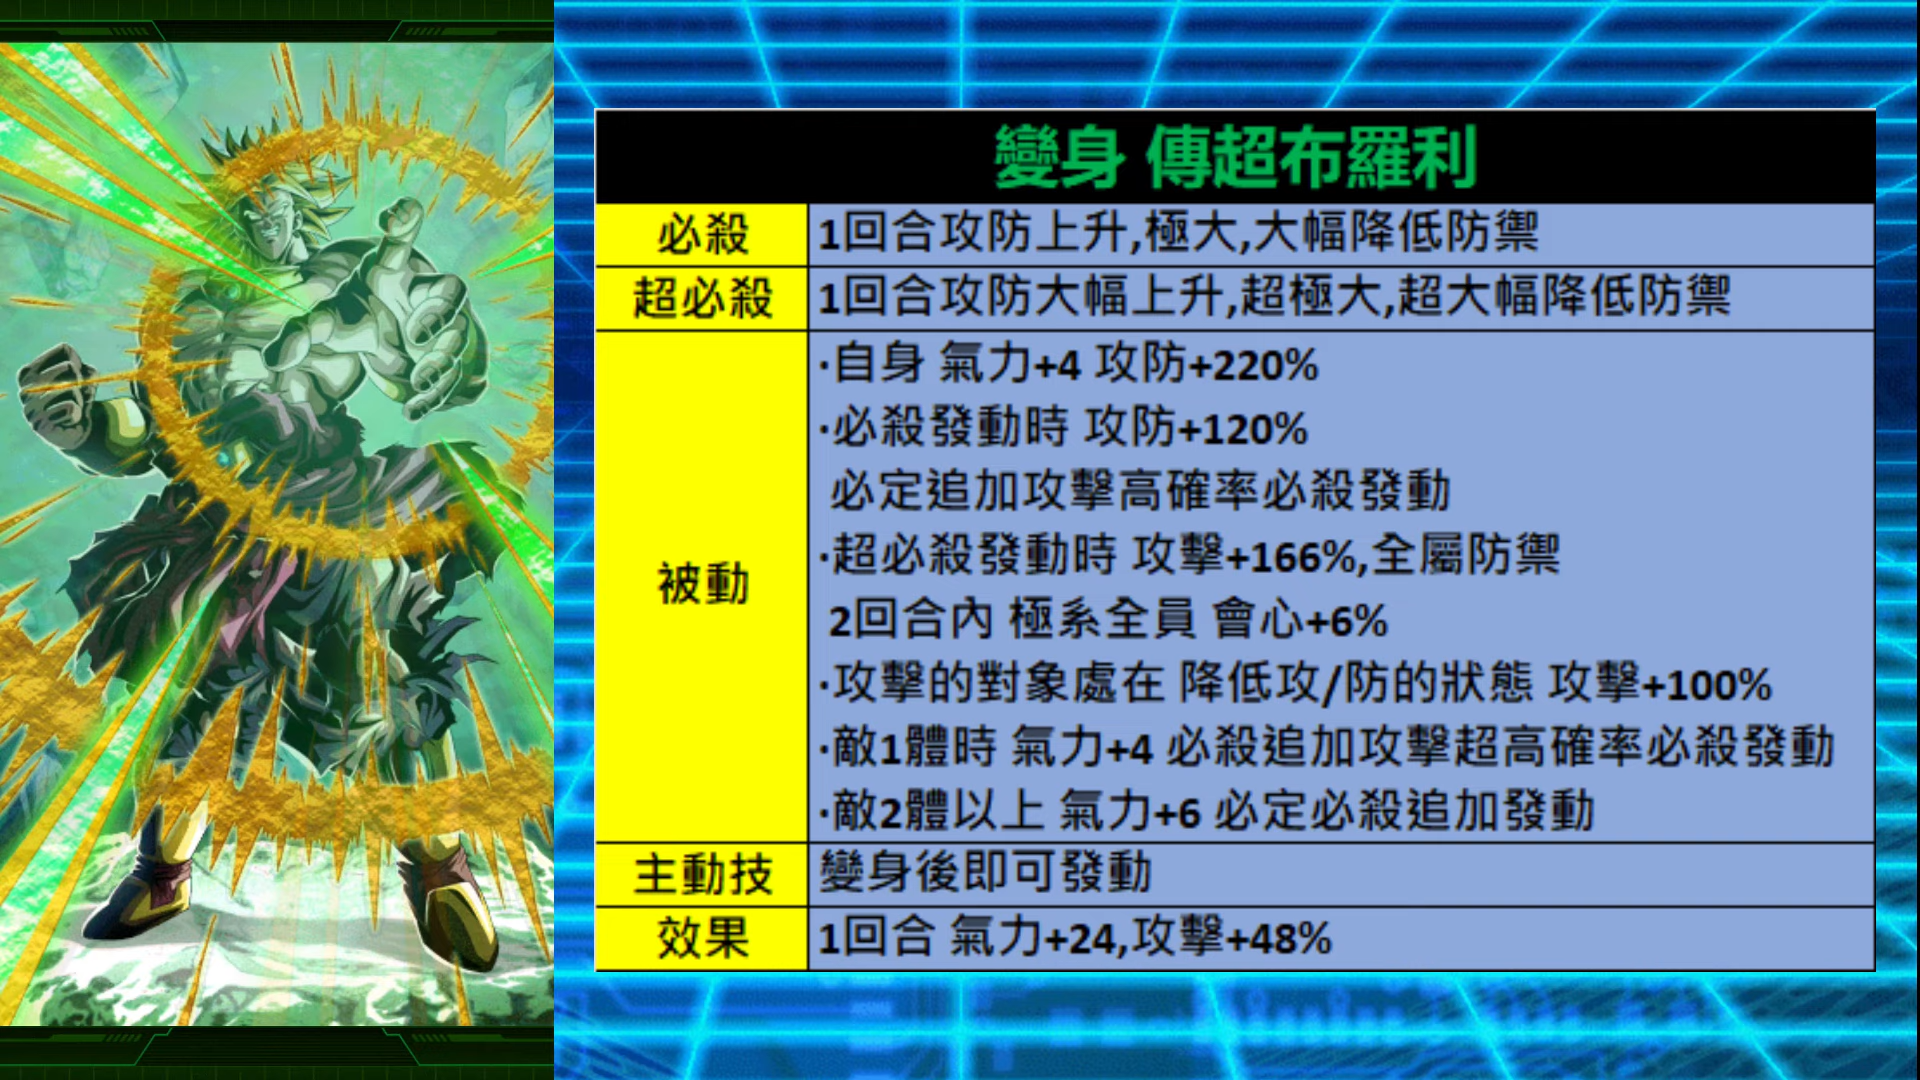 變身 傳超布羅利
必殺 1回合攻防上升,極大,大幅降低防禦
超必殺 1回合攻防大幅上升,超極大,超大幅降低防禦
被動
·自身 氣力+4 攻防+220%
·必殺發動時 攻防+120%
必定追加攻擊高確率必殺發動
·超必殺發動時 攻擊+166%,全屬防禦
2回合內 極系全員 會心+6%
·攻擊的對象處在 降低攻/防的狀態 攻擊+100%
·敵1體時 氣力+4 必殺追加攻擊超高確率必殺發動
·敵2體以上 氣力+6 必定必殺追加發動
主動技 變身後即可發動
效果 1回合 氣力+24,攻擊+48%